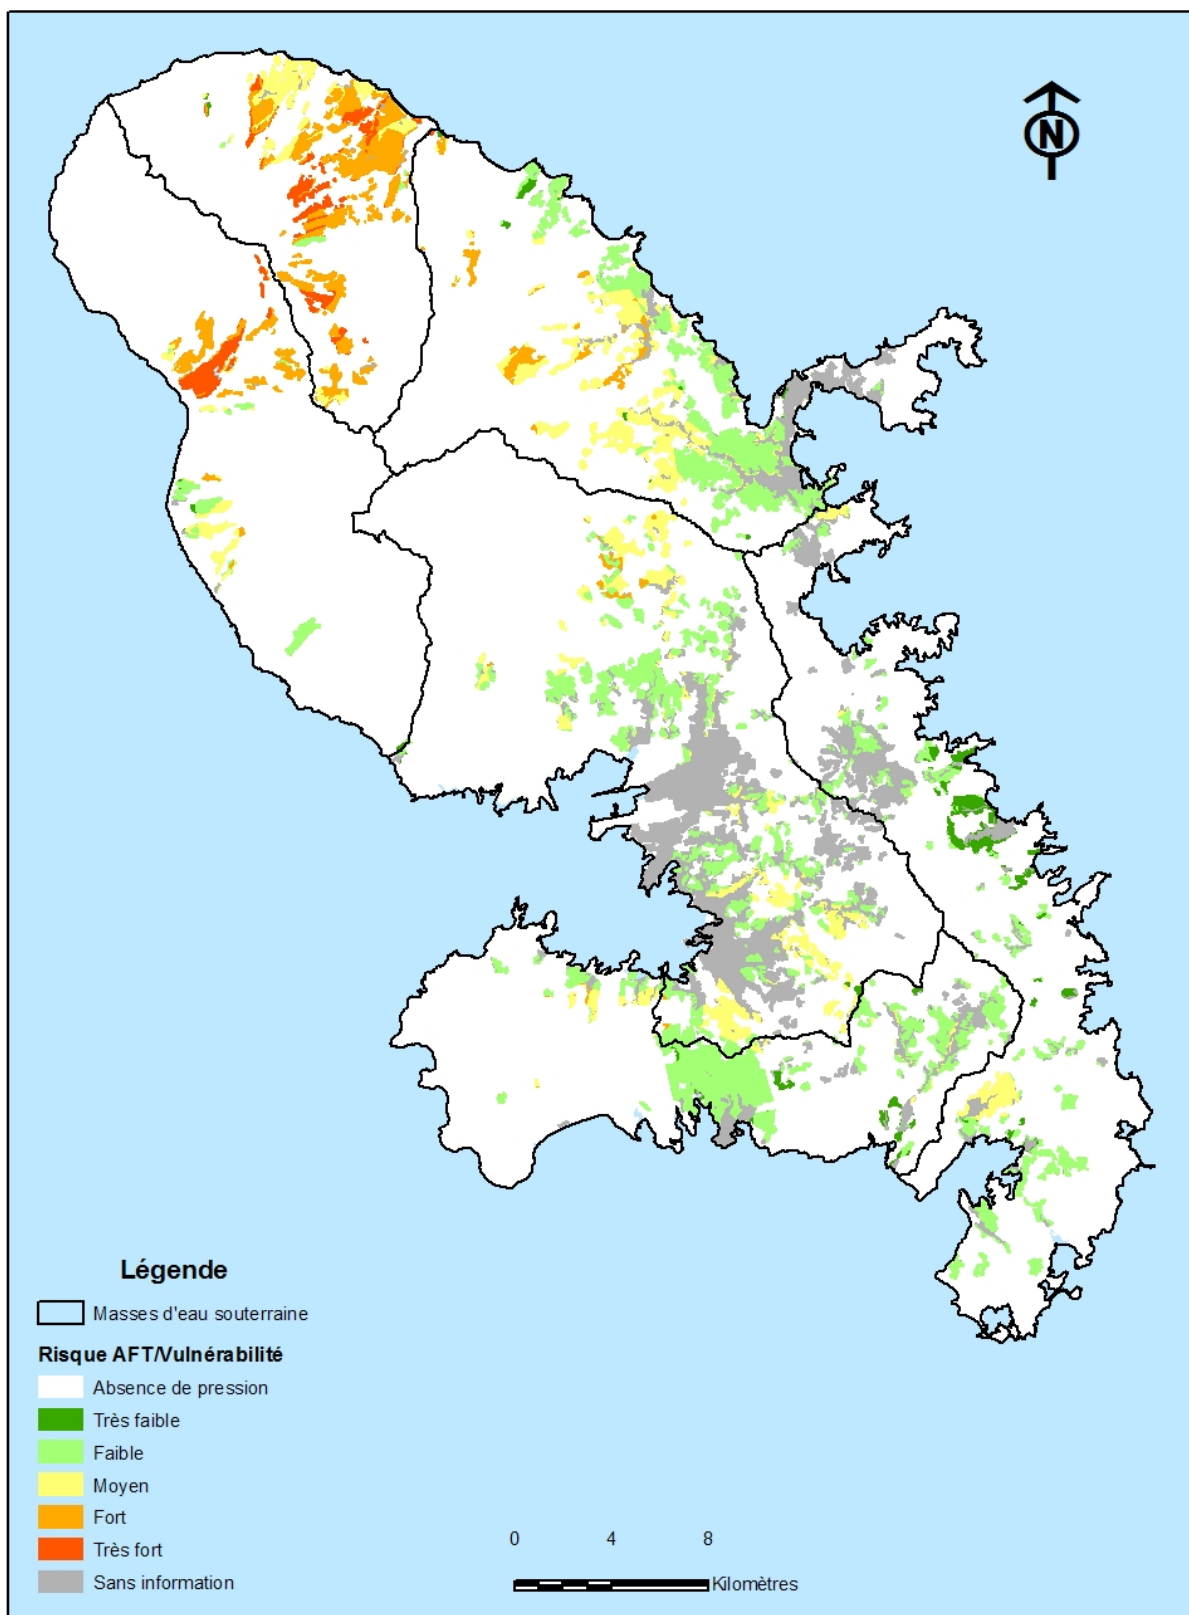 N
Légende
Masses d'eau souterraine
Risque AFT/Vulnérabilité
Absence de pression
Très faible
Faible
Moyen
Fort
Très fort
Sans information
0 4 8
Kilomètres